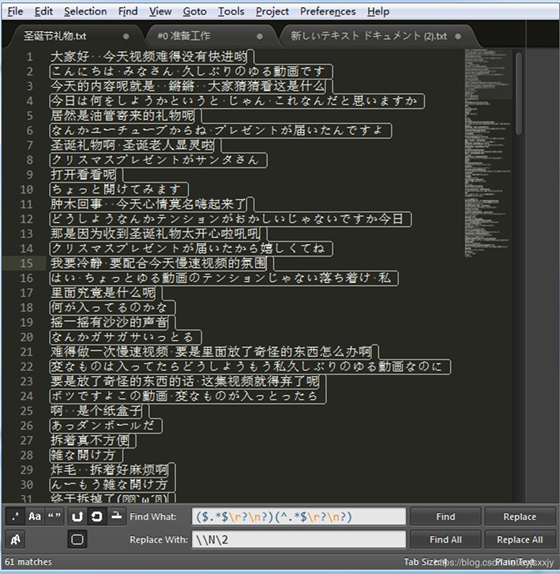 File Edit Selection Find View Goto Tools Project Preferences Help
圣诞节礼物.txt #0 准备工作 新しいテキスト ドキュメント (2).txt
1 大家好··今天视频难得没有快进哟
2 こんにちは·みなさん·久しぶりのゆる動画です
3 今天的内容呢就是··锵锵··大家猜猜看这是什么
4 今日は何をしようかというと·じゃん·これなんだと思いますか
5 居然是油管寄来的礼物呢
6 なんかユーチューブからね·プレゼントが届いたんですよ
7 圣诞礼物啊·圣诞老人显灵啦
8 クリスマスプレゼントがサンタさん
9 打开看看呢
10 ちょっと開けてみます
11 肿木回事··今天心情莫名嗨起来了
12 どうしようなんかテンションがおかしいじゃないですか今日
13 那是因为收到圣诞礼物太开心啦吼吼
14 クリスマスプレゼントが届いたから嬉しくてね
15 我要冷静·要配合今天慢速视频的氛围
16 はい·ちょっとゆる動画のテンションじゃない落ち着け·私
17 里面究竟是什么呢
18 何が入ってるのかな
19 摇一摇有沙沙的声音
20 なんかガサガサいっとる
21 难得做一次慢速视频·要是里面放了奇怪的东西怎么办啊
22 変なものは入ってたらどうしようもう私久しぶりのゆる動画なのに
23 要是放了奇怪的东西的话·这集视频就得弃了呢
24 ボツですよこの動画·変なものが入っとったら
25 啊··是个纸盒子
26 あっダンボールだ
27 拆着真不方便
28 雑な開け方
29 炸毛··拆着好麻烦啊
30 んーもう雑な開け方
31 终于拆掉了
.* Aa “” Find What: ($.*$\r?\n?)(^.*$\r?\n?) Find Replace
Replace With: \\N\2 Find All Replace All
61 matches Tab Size: Plain Text